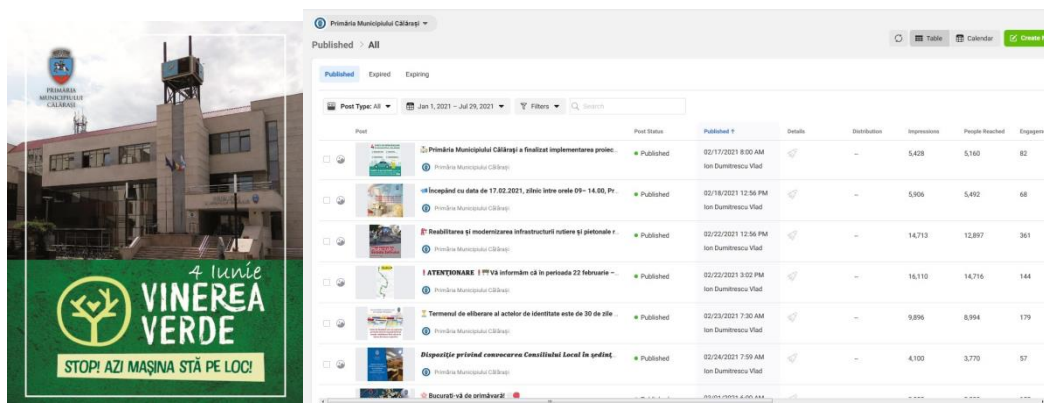 PRIMĂRIA
MUNICIPIULUI
CĂLĂRAȘI
4 Iunie
VINEREA
VERDE
STOP! AZI MAȘINA STĂ PE LOC!
Primăria Municipiului Călărași
Published > All
Table
Calendar
Create
Published Expired Expiring
Post Type: All
Jan 1, 2021 – Jul 29, 2021
Filters
Search
Post Post Status Published ↑ Details Distribution Impressions People Reached
Primăria Municipiului Călărași a finalizat implementarea proiec... Published 02/17/2021 8:00 AM – 5,428 5,160 82
Primăria Municipiului Călărași Ion Dumitrescu Vlad
Începând cu data de 17.02.2021, zilnic între orele 09– 14.00, Pr... Published 02/18/2021 12:56 PM – 5,906 5,492 68
Primăria Municipiului Călărași Ion Dumitrescu Vlad
Reabilitarea și modernizarea infrastructurii rutiere și pietonale r... Published 02/22/2021 12:56 PM – 14,713 12,897 361
Primăria Municipiului Călărași Ion Dumitrescu Vlad
ATENȚIONARE Vă informăm că în perioada 22 februarie –... Published 02/22/2021 3:02 PM – 16,110 14,716 144
Primăria Municipiului Călărași Ion Dumitrescu Vlad
Termenul de eliberare al actelor de identitate este de 30 de zile... Published 02/23/2021 7:30 AM – 9,896 8,994 179
Primăria Municipiului Călărași Ion Dumitrescu Vlad
Dispoziție privind convocarea Consiliului Local în ședinț... Published 02/24/2021 7:59 AM – 4,100 3,770 57
Primăria Municipiului Călărași Ion Dumitrescu Vlad
Bucurați-vă de primăvară!